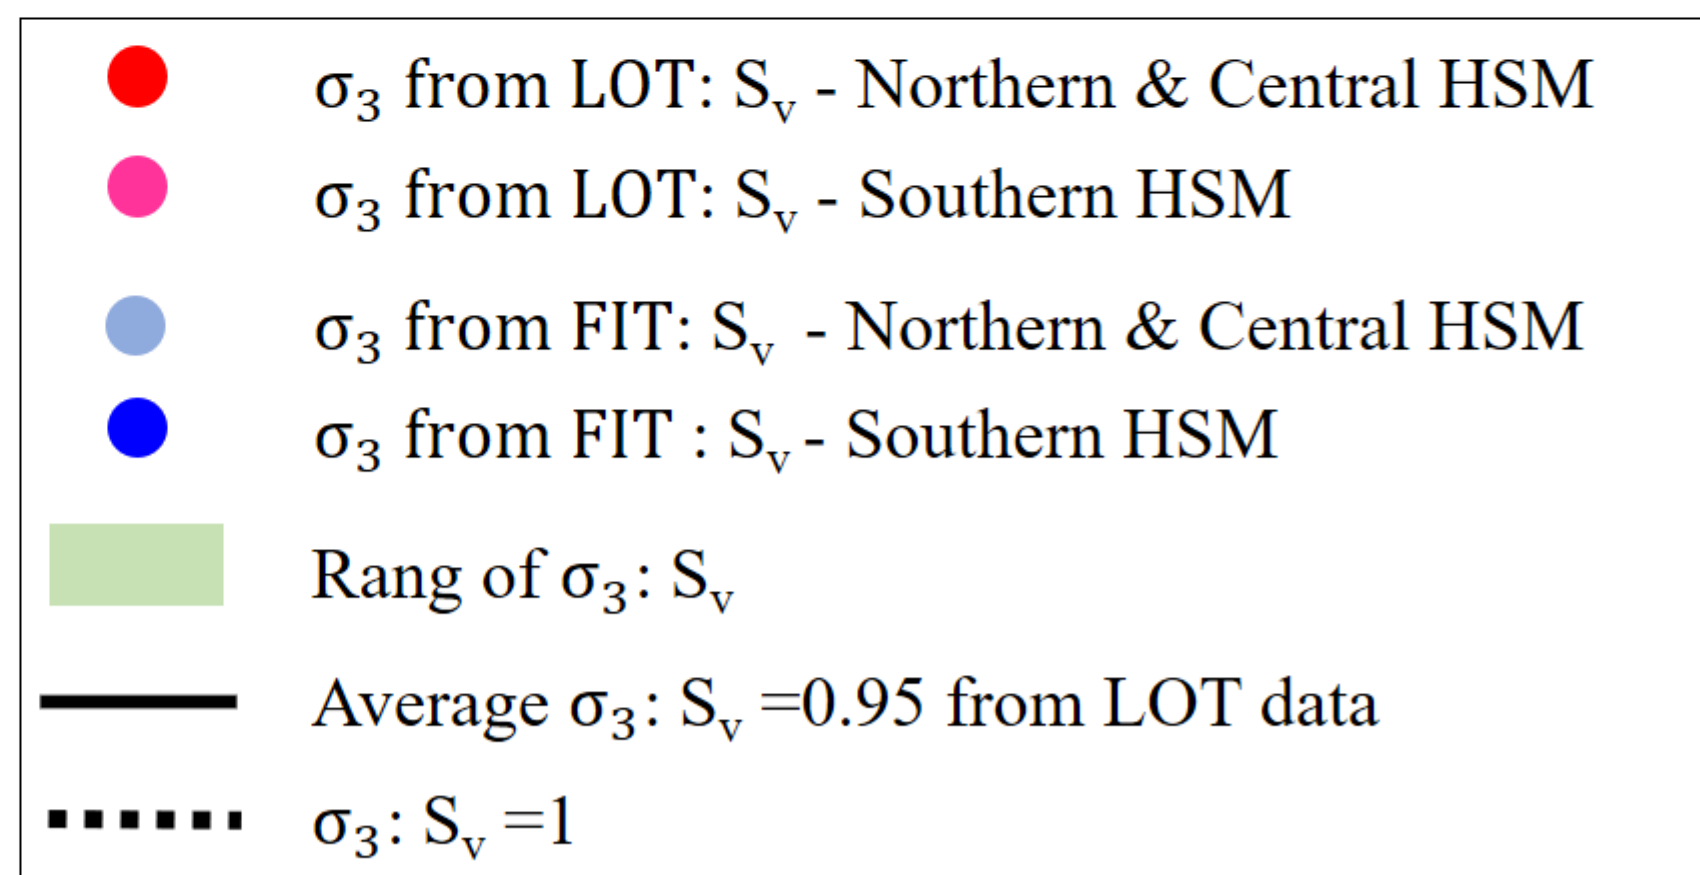 σ₃ from LOT: Sᵥ - Northern & Central HSM
σ₃ from LOT: Sᵥ - Southern HSM
σ₃ from FIT: Sᵥ - Northern & Central HSM
σ₃ from FIT : Sᵥ - Southern HSM
Rang of σ₃: Sᵥ
Average σ₃: Sᵥ =0.95 from LOT data
σ₃: Sᵥ =1